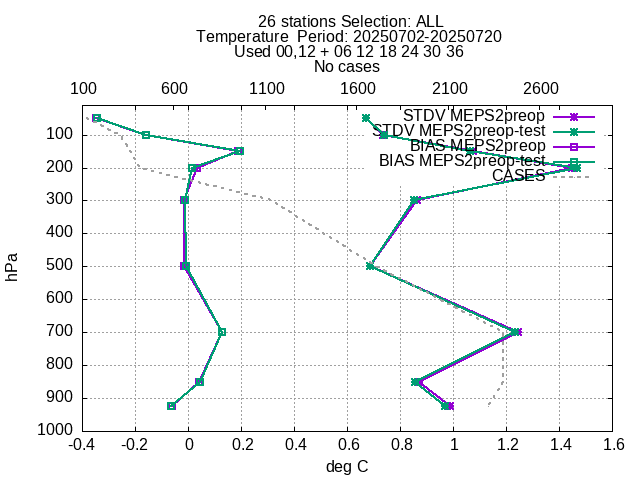 26 stations Selection: ALL
Temperature  Period: 20250702-20250720
Used 00,12 + 06 12 18 24 30 36
No cases
100 600 1100 1600 2100 2600
STDV MEPS2preop
STDV MEPS2preop-test
BIAS MEPS2preop
BIAS MEPS2preop-test
CASES
hPa
100
200
300
400
500
600
700
800
900
1000
-0.4 -0.2 0 0.2 0.4 0.6 0.8 1 1.2 1.4 1.6
deg C